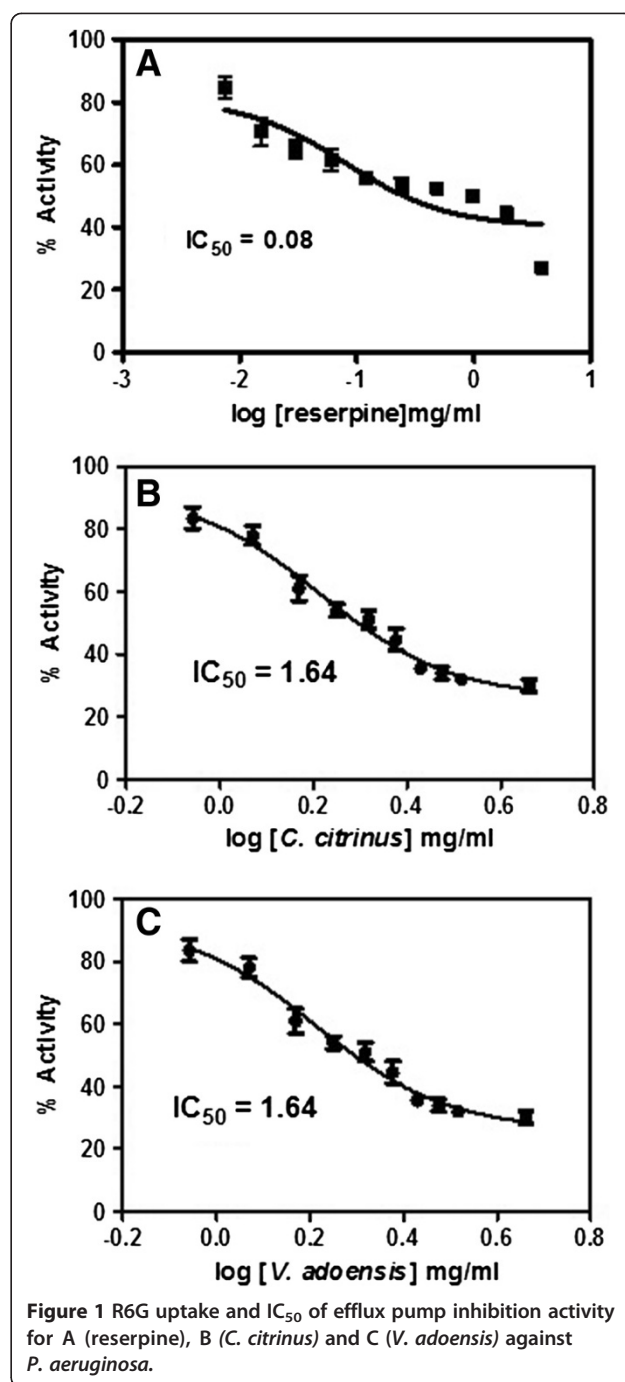 A
100
80
60
40
20
0
% Activity
IC50 = 0.08
-3 -2 -1 0 1
log [reserpine]mg/ml
B
100
80
60
40
20
0
% Activity
IC50 = 1.64
-0.2 0.0 0.2 0.4 0.6 0.8
log [C. citrinus] mg/ml
C
100
80
60
40
20
0
% Activity
IC50 = 1.64
-0.2 0.0 0.2 0.4 0.6 0.8
log [V. adoensis] mg/ml
Figure 1 R6G uptake and IC50 of efflux pump inhibition activity
for A (reserpine), B (C. citrinus) and C (V. adoensis) against
P. aeruginosa.